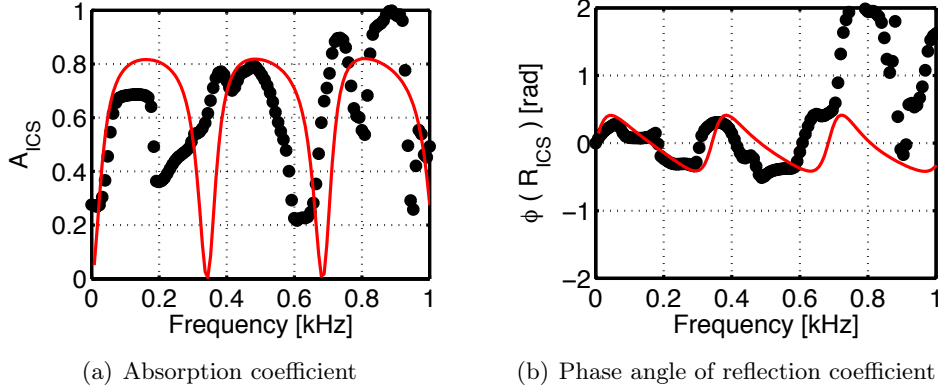 1
0.8
0.6
0.4
0.2
0
A_ICS
0 0.2 0.4 0.6 0.8 1
Frequency [kHz]
(a) Absorption coefficient
2
1
0
−1
−2
ϕ ( R_ICS ) [rad]
0 0.2 0.4 0.6 0.8 1
Frequency [kHz]
(b) Phase angle of reflection coefficient